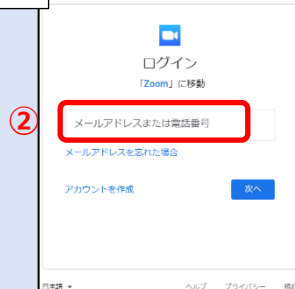 ログイン
「Zoom」に移動
②
メールアドレスまたは電話番号
メールアドレスを忘れた場合
アカウントを作成
次へ
日本語
ヘルプ プライバシー 規約